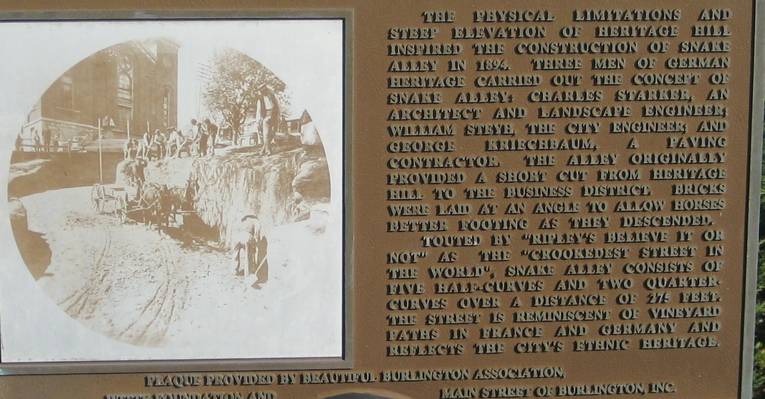 THE PHYSICAL LIMITATIONS AND
STEEP ELEVATION OF HERITAGE HILL
INSPIRED THE CONSTRUCTION OF SNAKE
ALLEY IN 1894. THREE MEN OF GERMAN
HERITAGE CARRIED OUT THE CONCEPT OF
SNAKE ALLEY: CHARLES STARKER, AN
ARCHITECT AND LANDSCAPE ENGINEER;
WILLIAM STEYH, THE CITY ENGINEER; AND
GEORGE KRIECHBAUM, A PAVING
CONTRACTOR. THE ALLEY ORIGINALLY
PROVIDED A SHORT CUT FROM HERITAGE
HILL TO THE BUSINESS DISTRICT. BRICKS
WERE LAID AT AN ANGLE TO ALLOW HORSES
BETTER FOOTING AS THEY DESCENDED.
TOUTED BY "RIPLEY'S BELIEVE IT OR
NOT" AS THE "CROOKEDEST STREET IN
THE WORLD", SNAKE ALLEY CONSISTS OF
FIVE HALF-CURVES AND TWO QUARTER-
CURVES OVER A DISTANCE OF 275 FEET.
THE STREET IS REMINISCENT OF VINEYARD
PATHS IN FRANCE AND GERMANY AND
REFLECTS THE CITY'S ETHNIC HERITAGE.
PLAQUE PROVIDED BY BEAUTIFUL BURLINGTON ASSOCIATION,
FOUNDATION AND MAIN STREET OF BURLINGTON, INC.